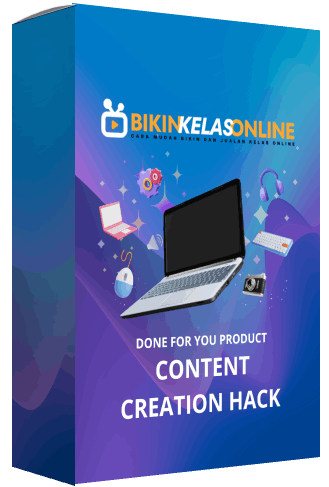 BIKINKELASONLINE
CARA MUDAH BIKIN DAN JUALAN KELAS ONLINE
DONE FOR YOU PRODUCT
CONTENT
CREATION HACK